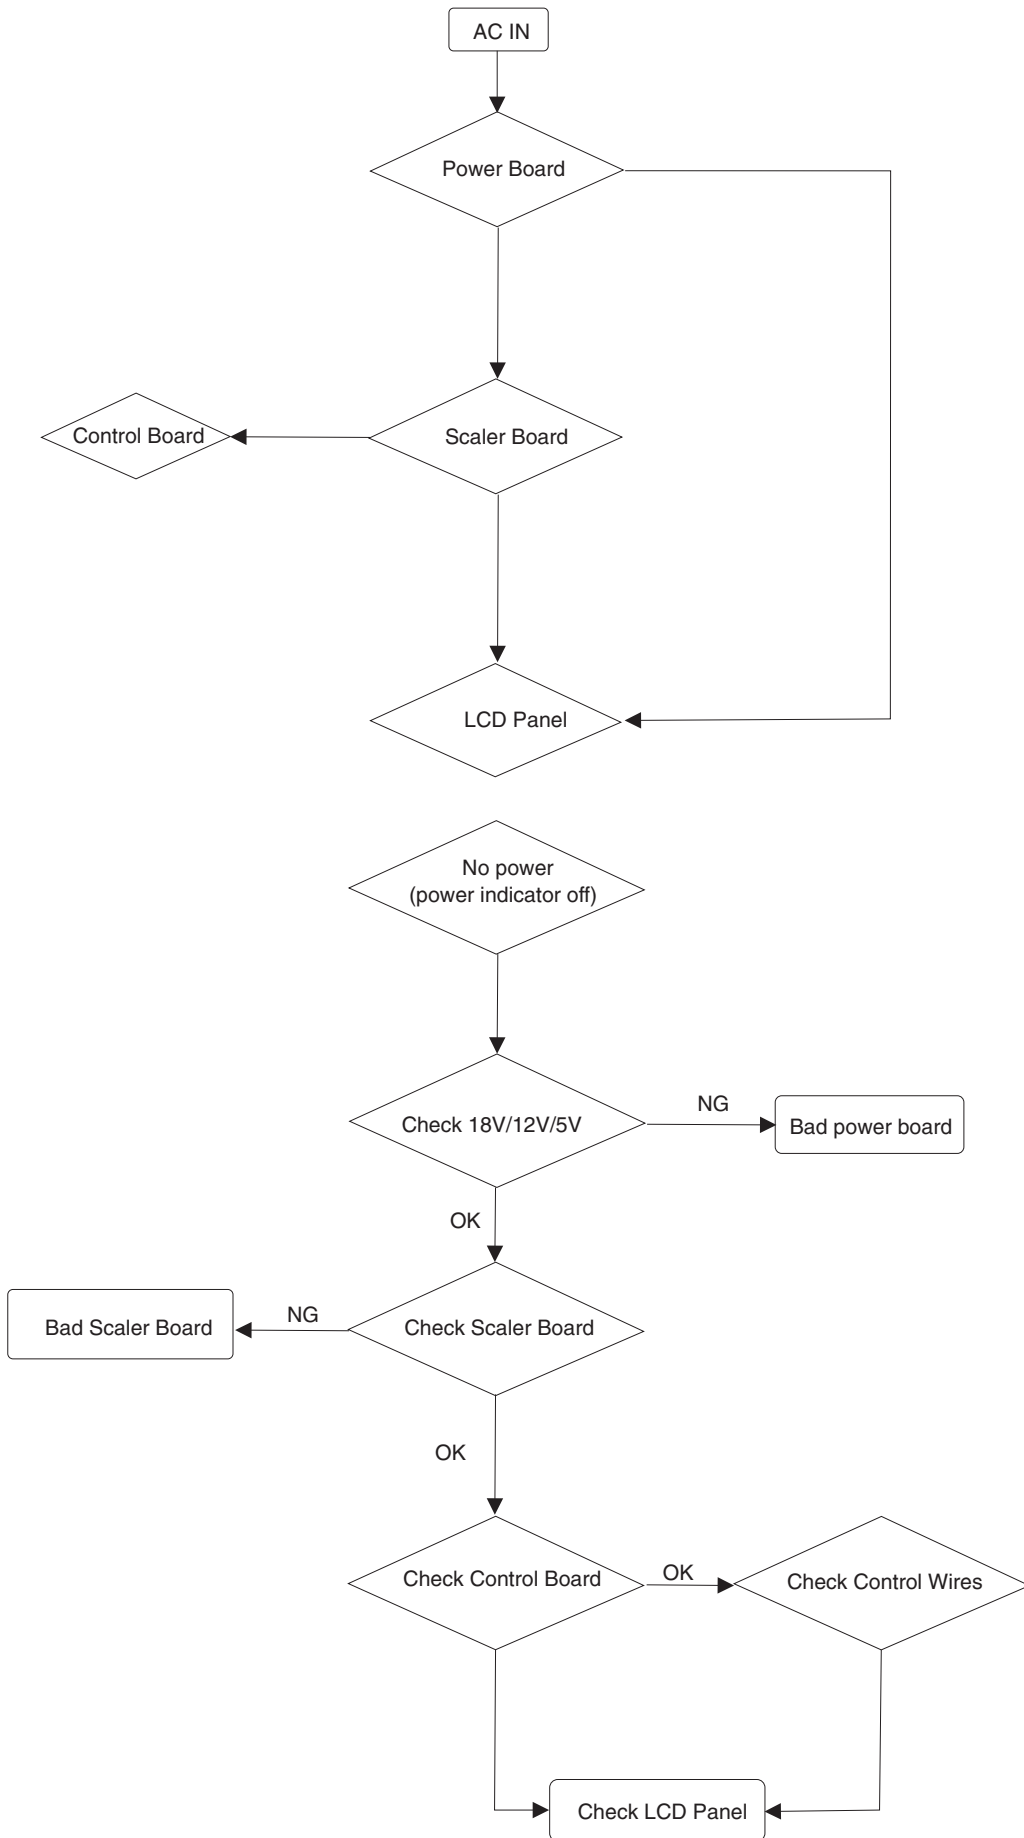 AC IN
Power Board
Control Board
Scaler Board
LCD Panel
No power
(power indicator off)
Check 18V/12V/5V
NG
Bad power board
OK
Bad Scaler Board
NG
Check Scaler Board
OK
Check Control Board
OK
Check Control Wires
Check LCD Panel